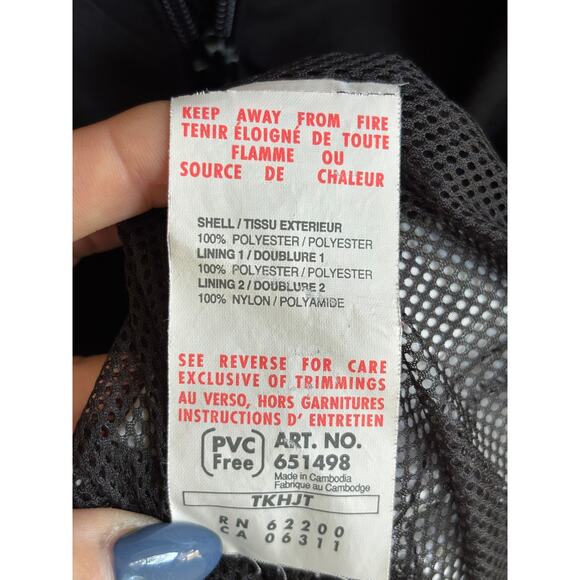 KEEP AWAY FROM FIRE
TENIR ÉLOIGNÉ DE TOUTE
FLAMME OU
SOURCE DE CHALEUR
SHELL / TISSU EXTERIEUR
100% POLYESTER / POLYESTER
LINING 1 / DOUBLURE 1
100% POLYESTER / POLYESTER
LINING 2 / DOUBLURE 2
100% NYLON / POLYAMIDE
SEE REVERSE FOR CARE
EXCLUSIVE OF TRIMMINGS
AU VERSO, HORS GARNITURES
INSTRUCTIONS D' ENTRETIEN
PVC Free
ART. NO.
651498
Made in Cambodia
Fabrique au Cambodge
TKHJT
RN 62200
CA 06311